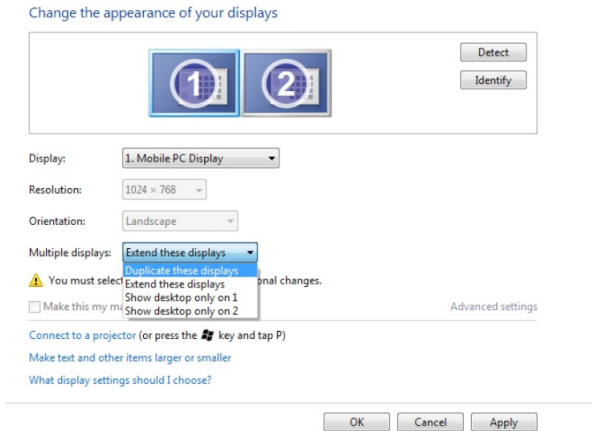 Change the appearance of your displays
1 2
Detect
Identify
Display: 1. Mobile PC Display
Resolution: 1024 × 768
Orientation: Landscape
Multiple displays: Extend these displays
Duplicate these displays
You must select onal changes.
Extend these displays
Show desktop only on 1
Make this my ma Advanced settings
Show desktop only on 2
Connect to a projector (or press the key and tap P)
Make text and other items larger or smaller
What display settings should I choose?
OK Cancel Apply